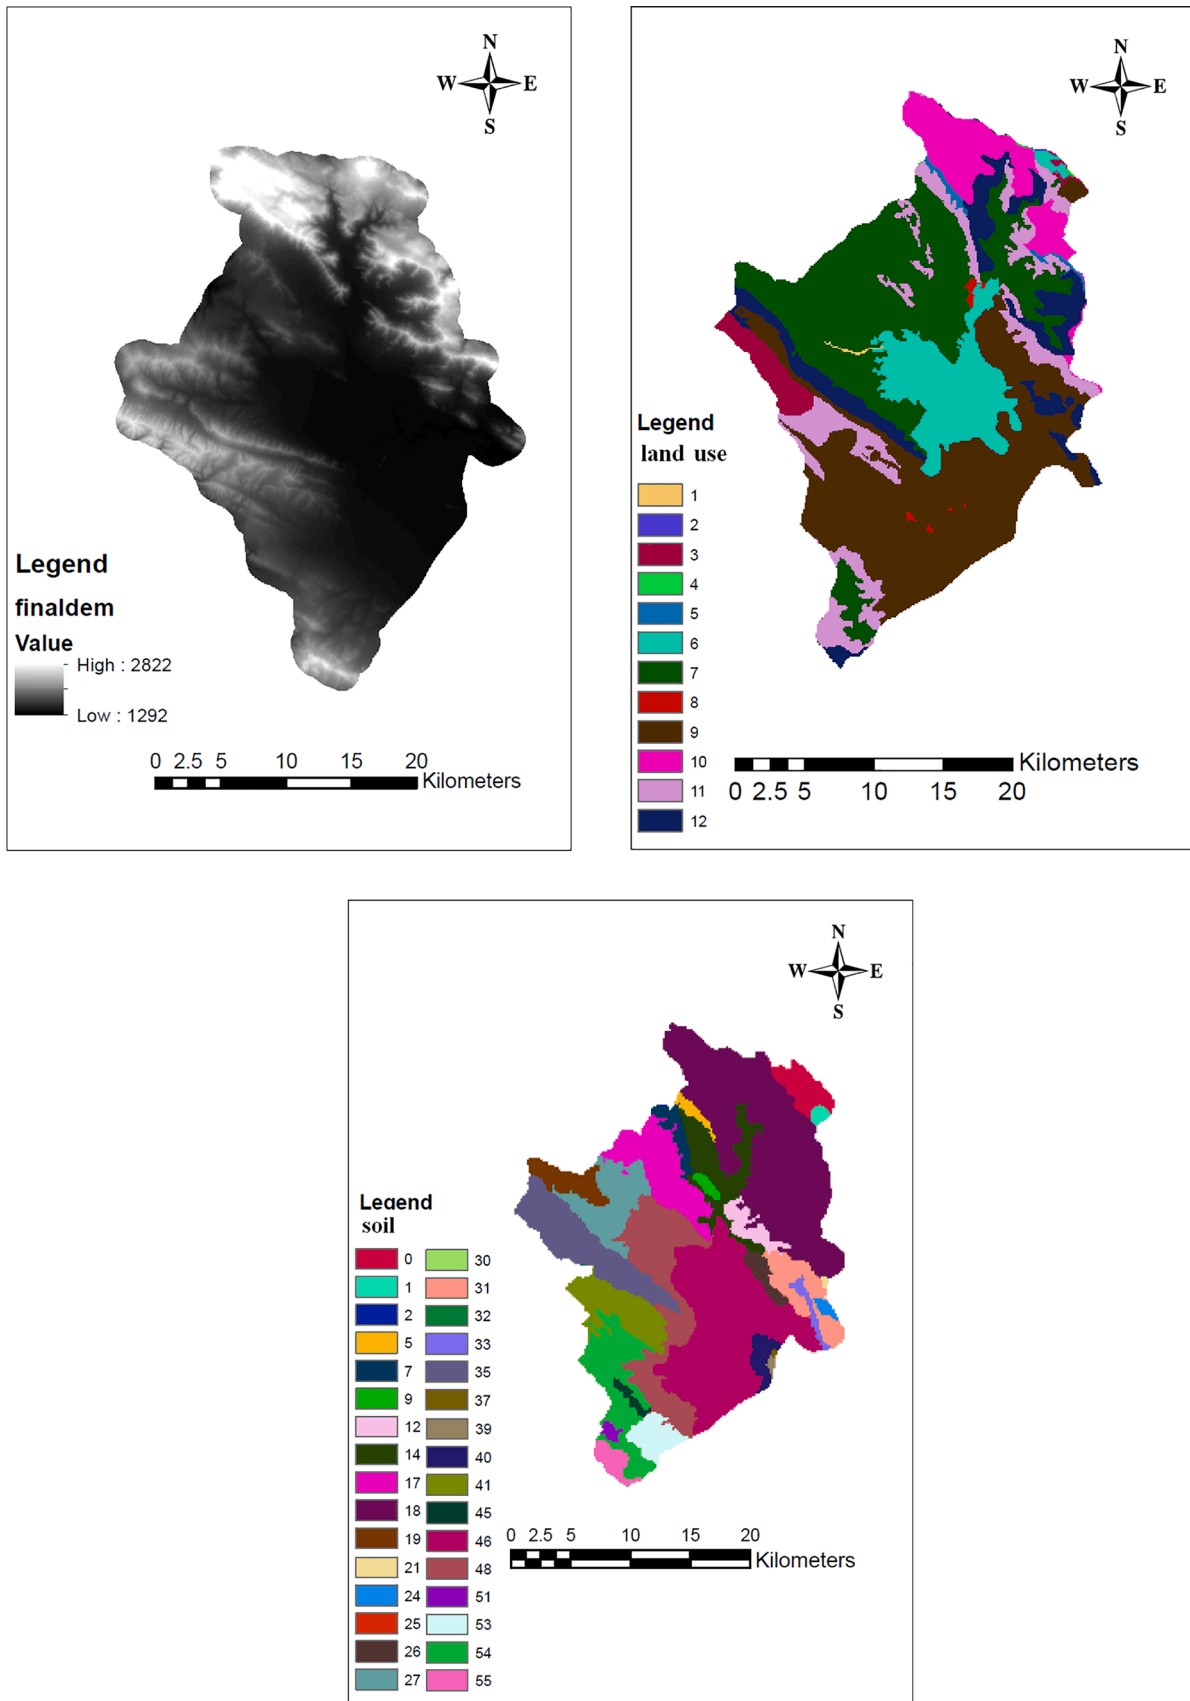 N
W E
S
Legend
finaldem
Value
High : 2822
Low : 1292
0 2.5 5 10 15 20
Kilometers
N
W E
S
Legend
land use
1
2
3
4
5
6
7
8
9
10
11
12
Kilometers
0 2.5 5 10 15 20
N
W E
S
Legend
soil
0 30
1 31
2 32
5 33
7 35
9 37
12 39
14 40
17 41
18 45
19 46
21 48
24 51
25 53
26 54
27 55
0 2.5 5 10 15 20
Kilometers